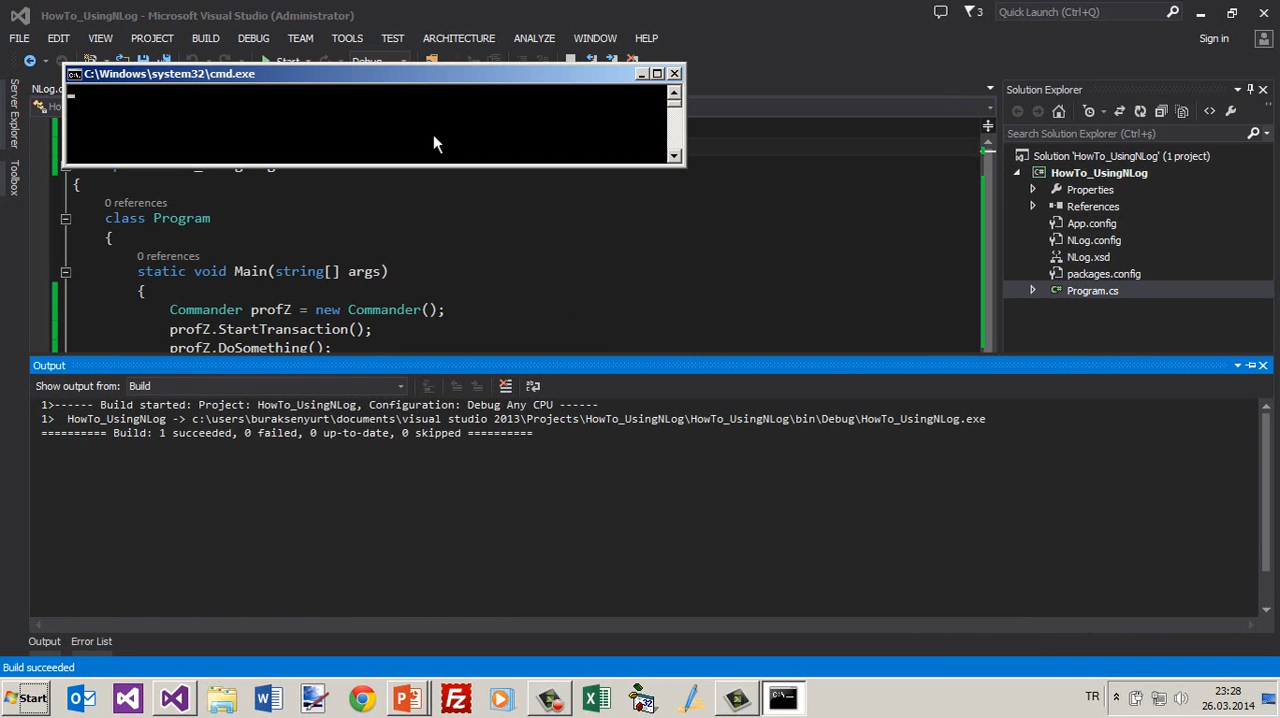 HowTo_UsingNLog - Microsoft Visual Studio (Administrator)
3
Quick Launch (Ctrl+Q)
FILE EDIT VIEW PROJECT BUILD DEBUG TEAM TOOLS TEST ARCHITECTURE ANALYZE WINDOW HELP
Sign in
C:\Windows\system32\cmd.exe
Server Explorer
Toolbox
{
0 references
class Program
{
0 references
static void Main(string[] args)
{
Commander profZ = new Commander();
profZ.StartTransaction();
profZ.DoSomething();
Solution Explorer
Search Solution Explorer (Ctrl+ş)
Solution 'HowTo_UsingNLog' (1 project)
HowTo_UsingNLog
Properties
References
App.config
NLog.config
NLog.xsd
packages.config
Program.cs
Output
Show output from: Build
1>------ Build started: Project: HowTo_UsingNLog, Configuration: Debug Any CPU ------
1>  HowTo_UsingNLog -> c:\users\buraksenyurt\documents\visual studio 2013\Projects\HowTo_UsingNLog\HowTo_UsingNLog\bin\Debug\HowTo_UsingNLog.exe
========== Build: 1 succeeded, 0 failed, 0 up-to-date, 0 skipped ==========
Output Error List
Build succeeded
Start
TR
23:28
26.03.2014